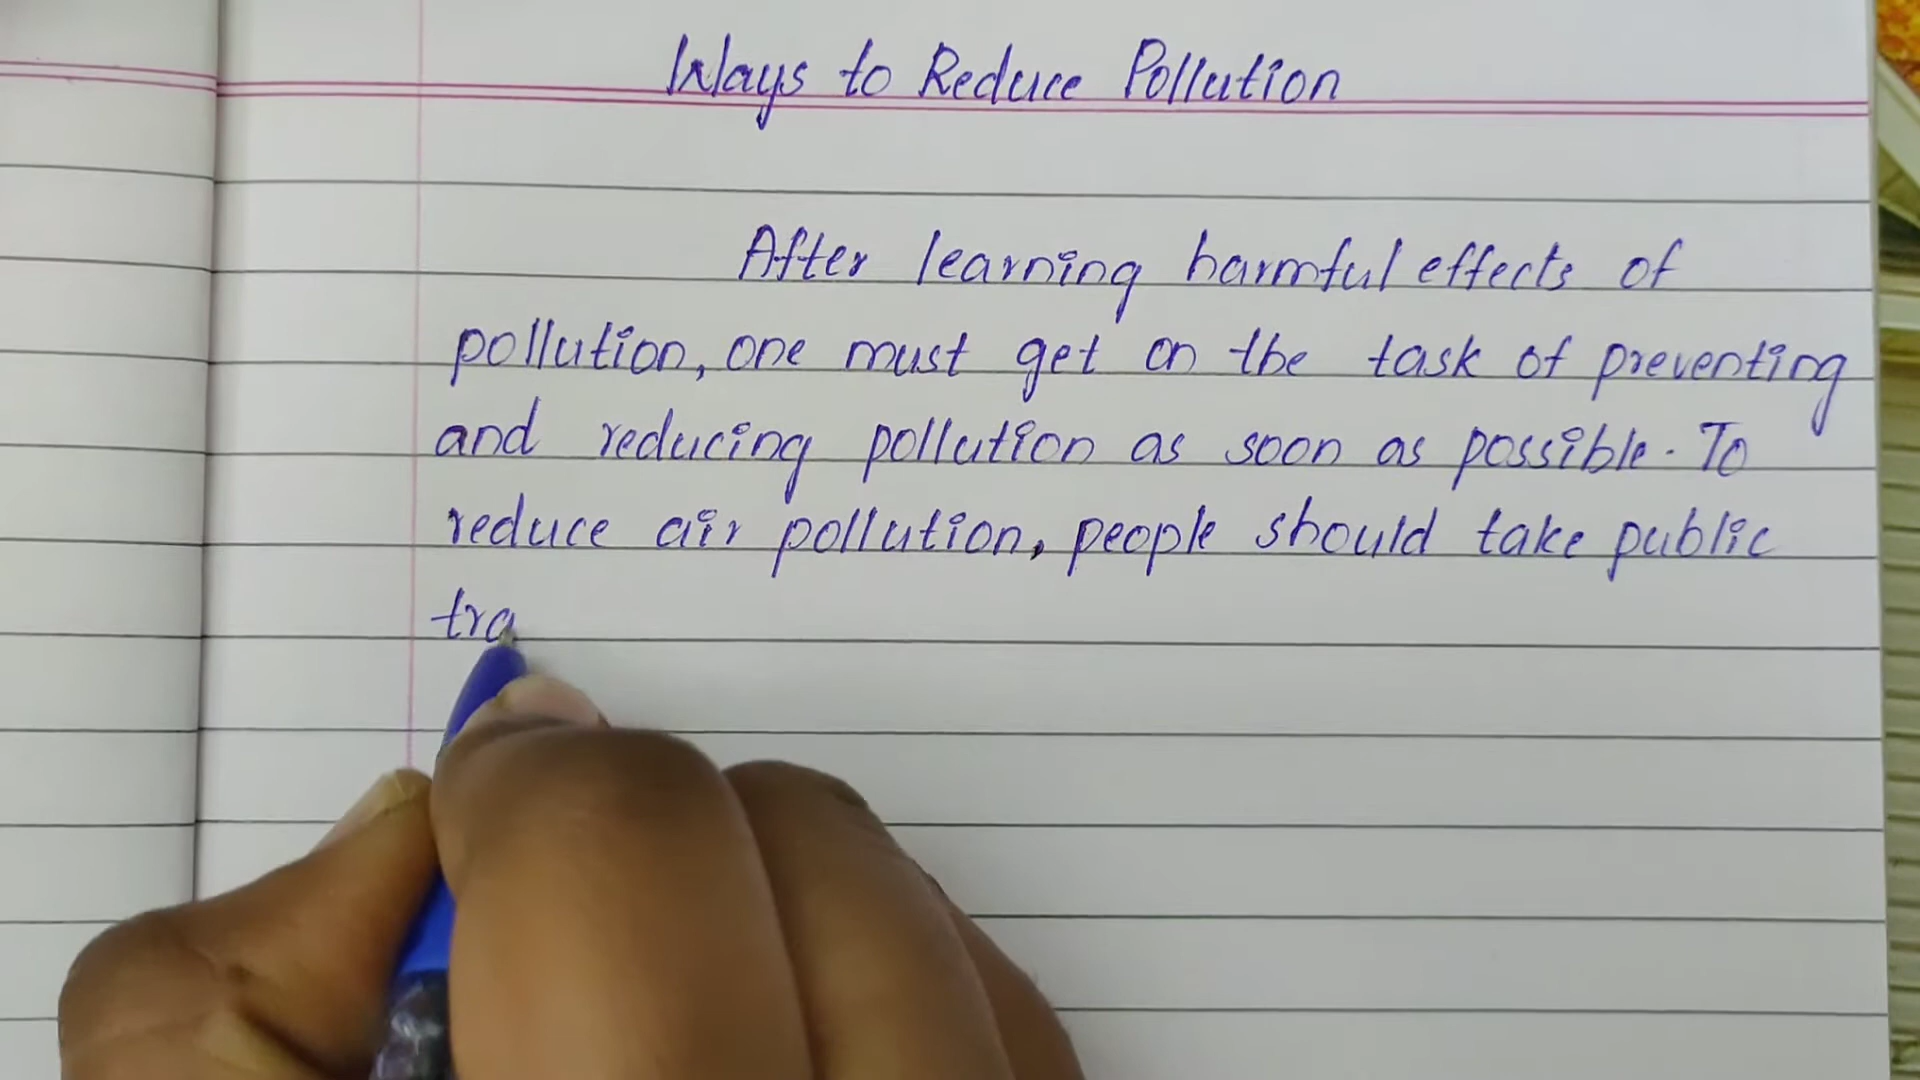 Ways to Reduce Pollution
After learning harmful effects of
pollution, one must get on the task of preventing
and reducing pollution as soon as possible. To
reduce air pollution, people should take public
tra